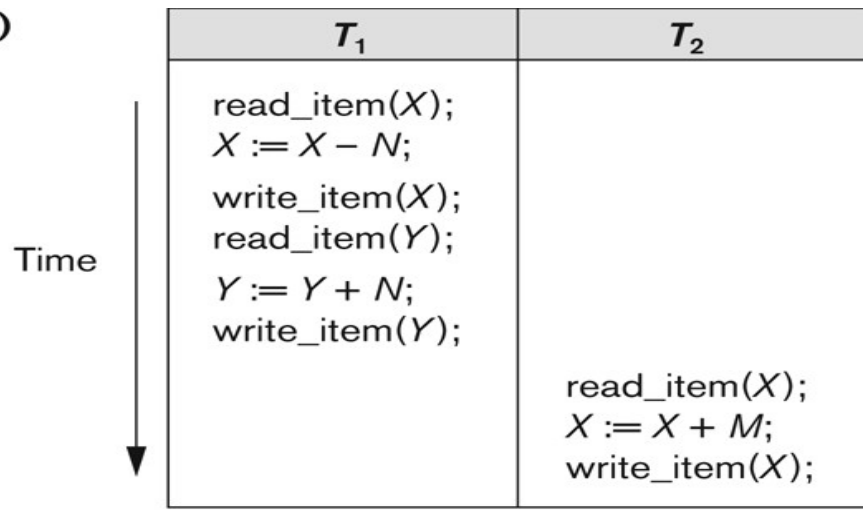 )
T₁ T₂
read_item(X);
X := X − N;
write_item(X);
read_item(Y);
Time
Y := Y + N;
write_item(Y);
read_item(X);
X := X + M;
write_item(X);